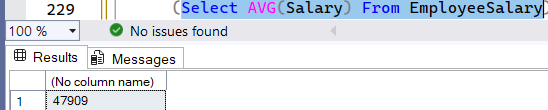 229 (Select AVG(Salary) From EmployeeSalary)
100 % No issues found
Results Messages
(No column name)
1 47909